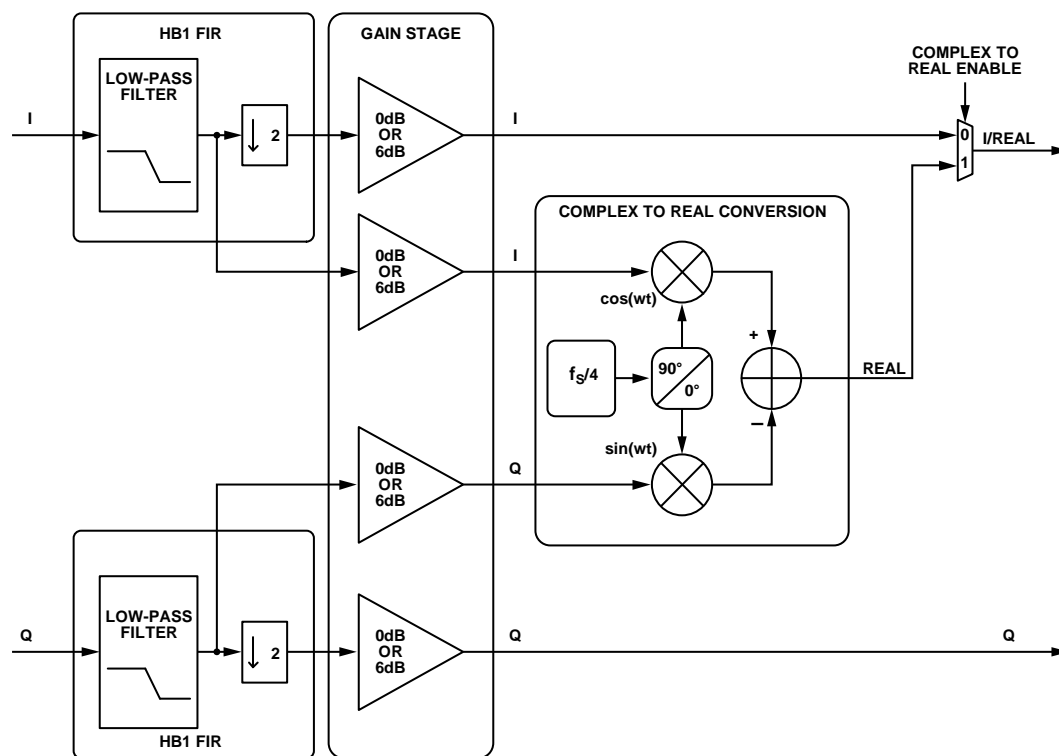 HB1 FIR
GAIN STAGE
LOW-PASS
FILTER
COMPLEX TO
REAL ENABLE
I
2
0dB
OR
6dB
I
0
1
I/REAL
COMPLEX TO REAL CONVERSION
0dB
OR
6dB
I
cos(wt)
+
fS/4
90°
0°
REAL
–
sin(wt)
0dB
OR
6dB
Q
LOW-PASS
FILTER
Q
2
0dB
OR
6dB
Q
Q
HB1 FIR